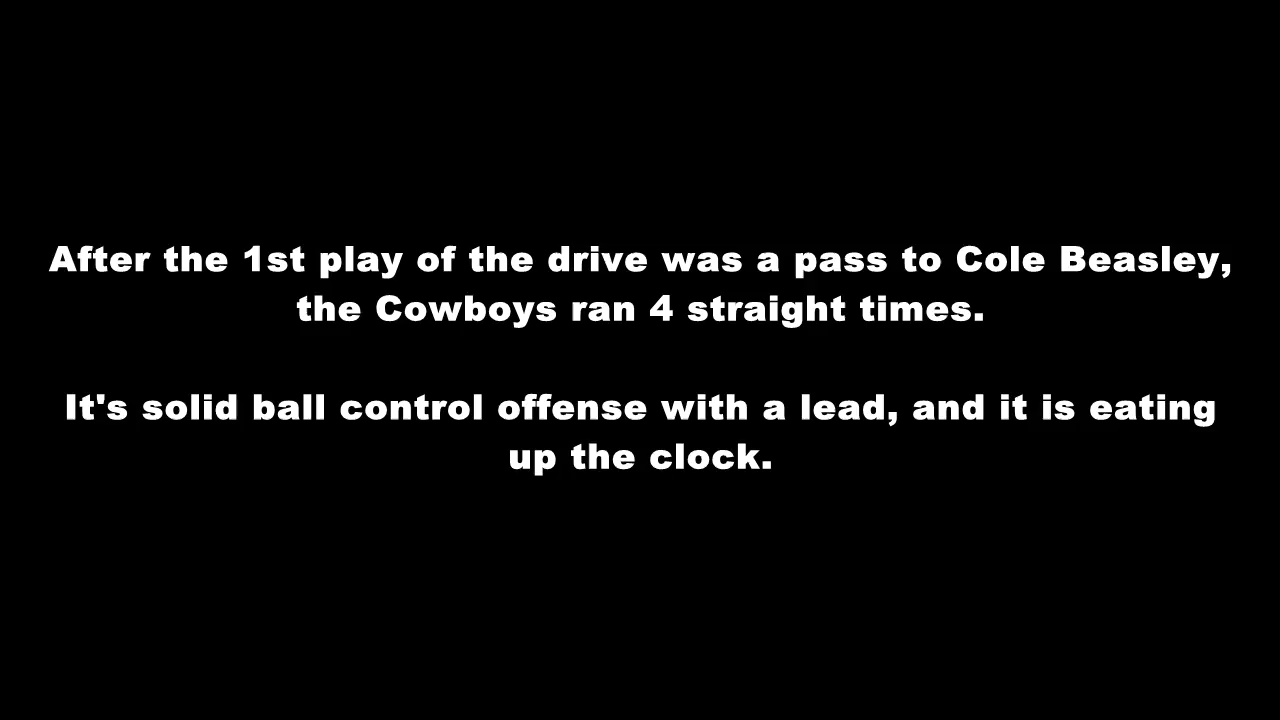 After the 1st play of the drive was a pass to Cole Beasley,
the Cowboys ran 4 straight times.
It's solid ball control offense with a lead, and it is eating
up the clock.